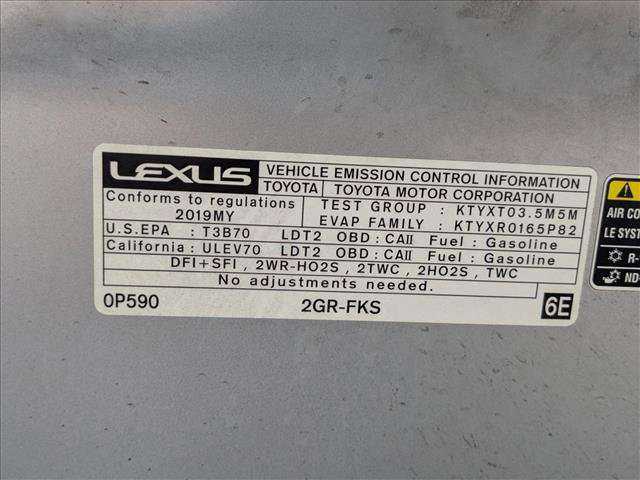 LEXUS VEHICLE EMISSION CONTROL INFORMATION
TOYOTA TOYOTA MOTOR CORPORATION
Conforms to regulations TEST GROUP : KTYXT03.5M5M
2019MY EVAP FAMILY : KTYXR0165P82
U.S.EPA : T3B70 LDT2 OBD : CAII Fuel : Gasoline
California : ULEV70 LDT2 OBD : CAII Fuel : Gasoline
DFI+SFI , 2WR-HO2S , 2TWC , 2HO2S , TWC
No adjustments needed.
0P590 2GR-FKS 6E
AIR CO
LE SYST
R-
ND-